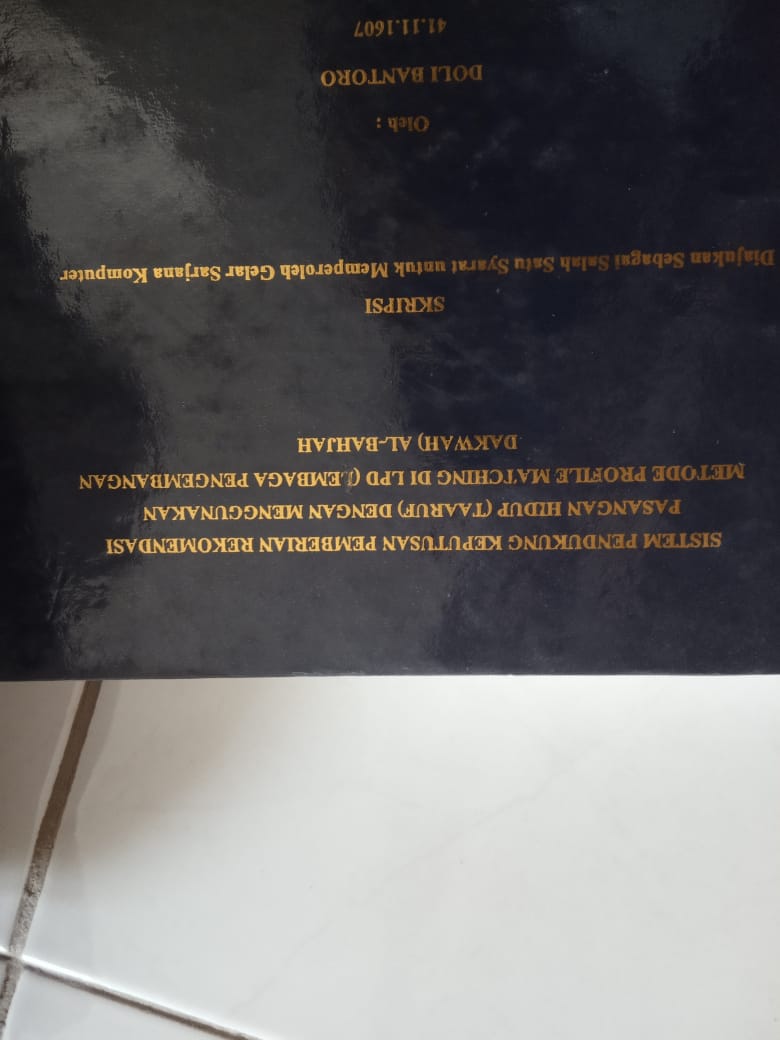 SISTEM PENDUKUNG KEPUTUSAN PEMBERIAN REKOMENDASI
PASANGAN HIDUP (TAARUF) DENGAN MENGGUNAKAN
METODE PROFILE MATCHING DI LPD (LEMBAGA PENGEMBANGAN
DAKWAH) AL-BAHJAH
SKRIPSI
Diajukan Sebagai Salah Satu Syarat untuk Memperoleh Gelar Sarjana Komputer
Oleh :
DOLI BANTORO
41.11.1607